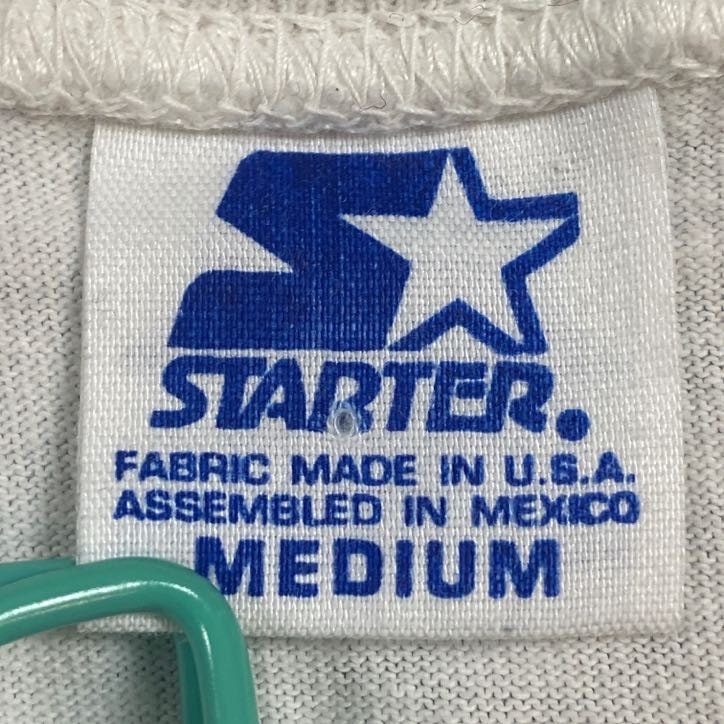 STARTER.
FABRIC MADE IN U.S.A.
ASSEMBLED IN MEXICO
MEDIUM